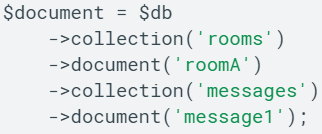 $document = $db
    ->collection('rooms')
    ->document('roomA')
    ->collection('messages')
    ->document('message1');